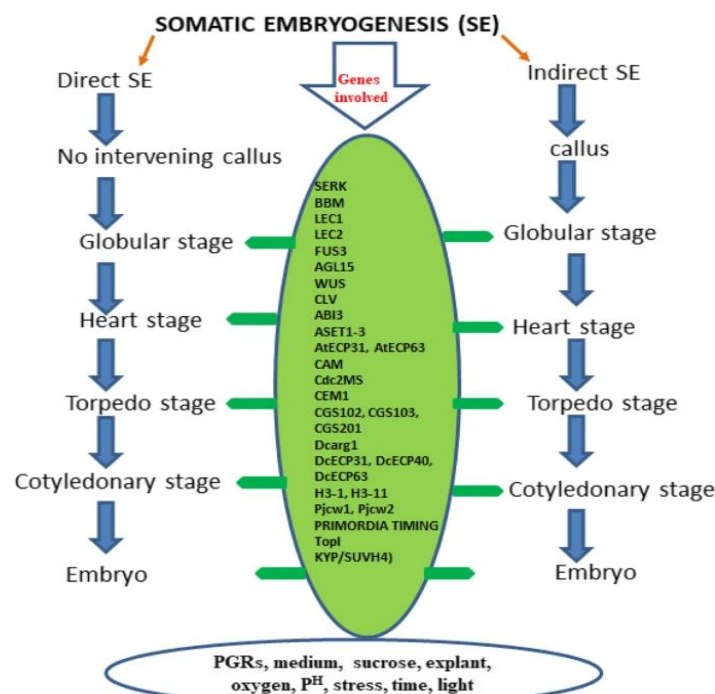 SOMATIC EMBRYOGENESIS (SE)
Direct SE
No intervening callus
Globular stage
Heart stage
Torpedo stage
Cotyledonary stage
Embryo
Genes
involved
SERK
BBM
LEC1
LEC2
FUS3
AGL15
WUS
CLV
ABI3
ASET1-3
AtECP31, AtECP63
CAM
Cdc2MS
CEM1
CGS102, CGS103,
CGS201
Dcarg1
DcECP31, DcECP40,
DcECP63
H3-1, H3-11
Pjcw1, Pjcw2
PRIMORDIA TIMING
TopI
KYP/SUVH4)
Indirect SE
callus
Globular stage
Heart stage
Torpedo stage
Cotyledonary stage
Embryo
PGRs, medium, sucrose, explant,
oxygen, P^H, stress, time, light